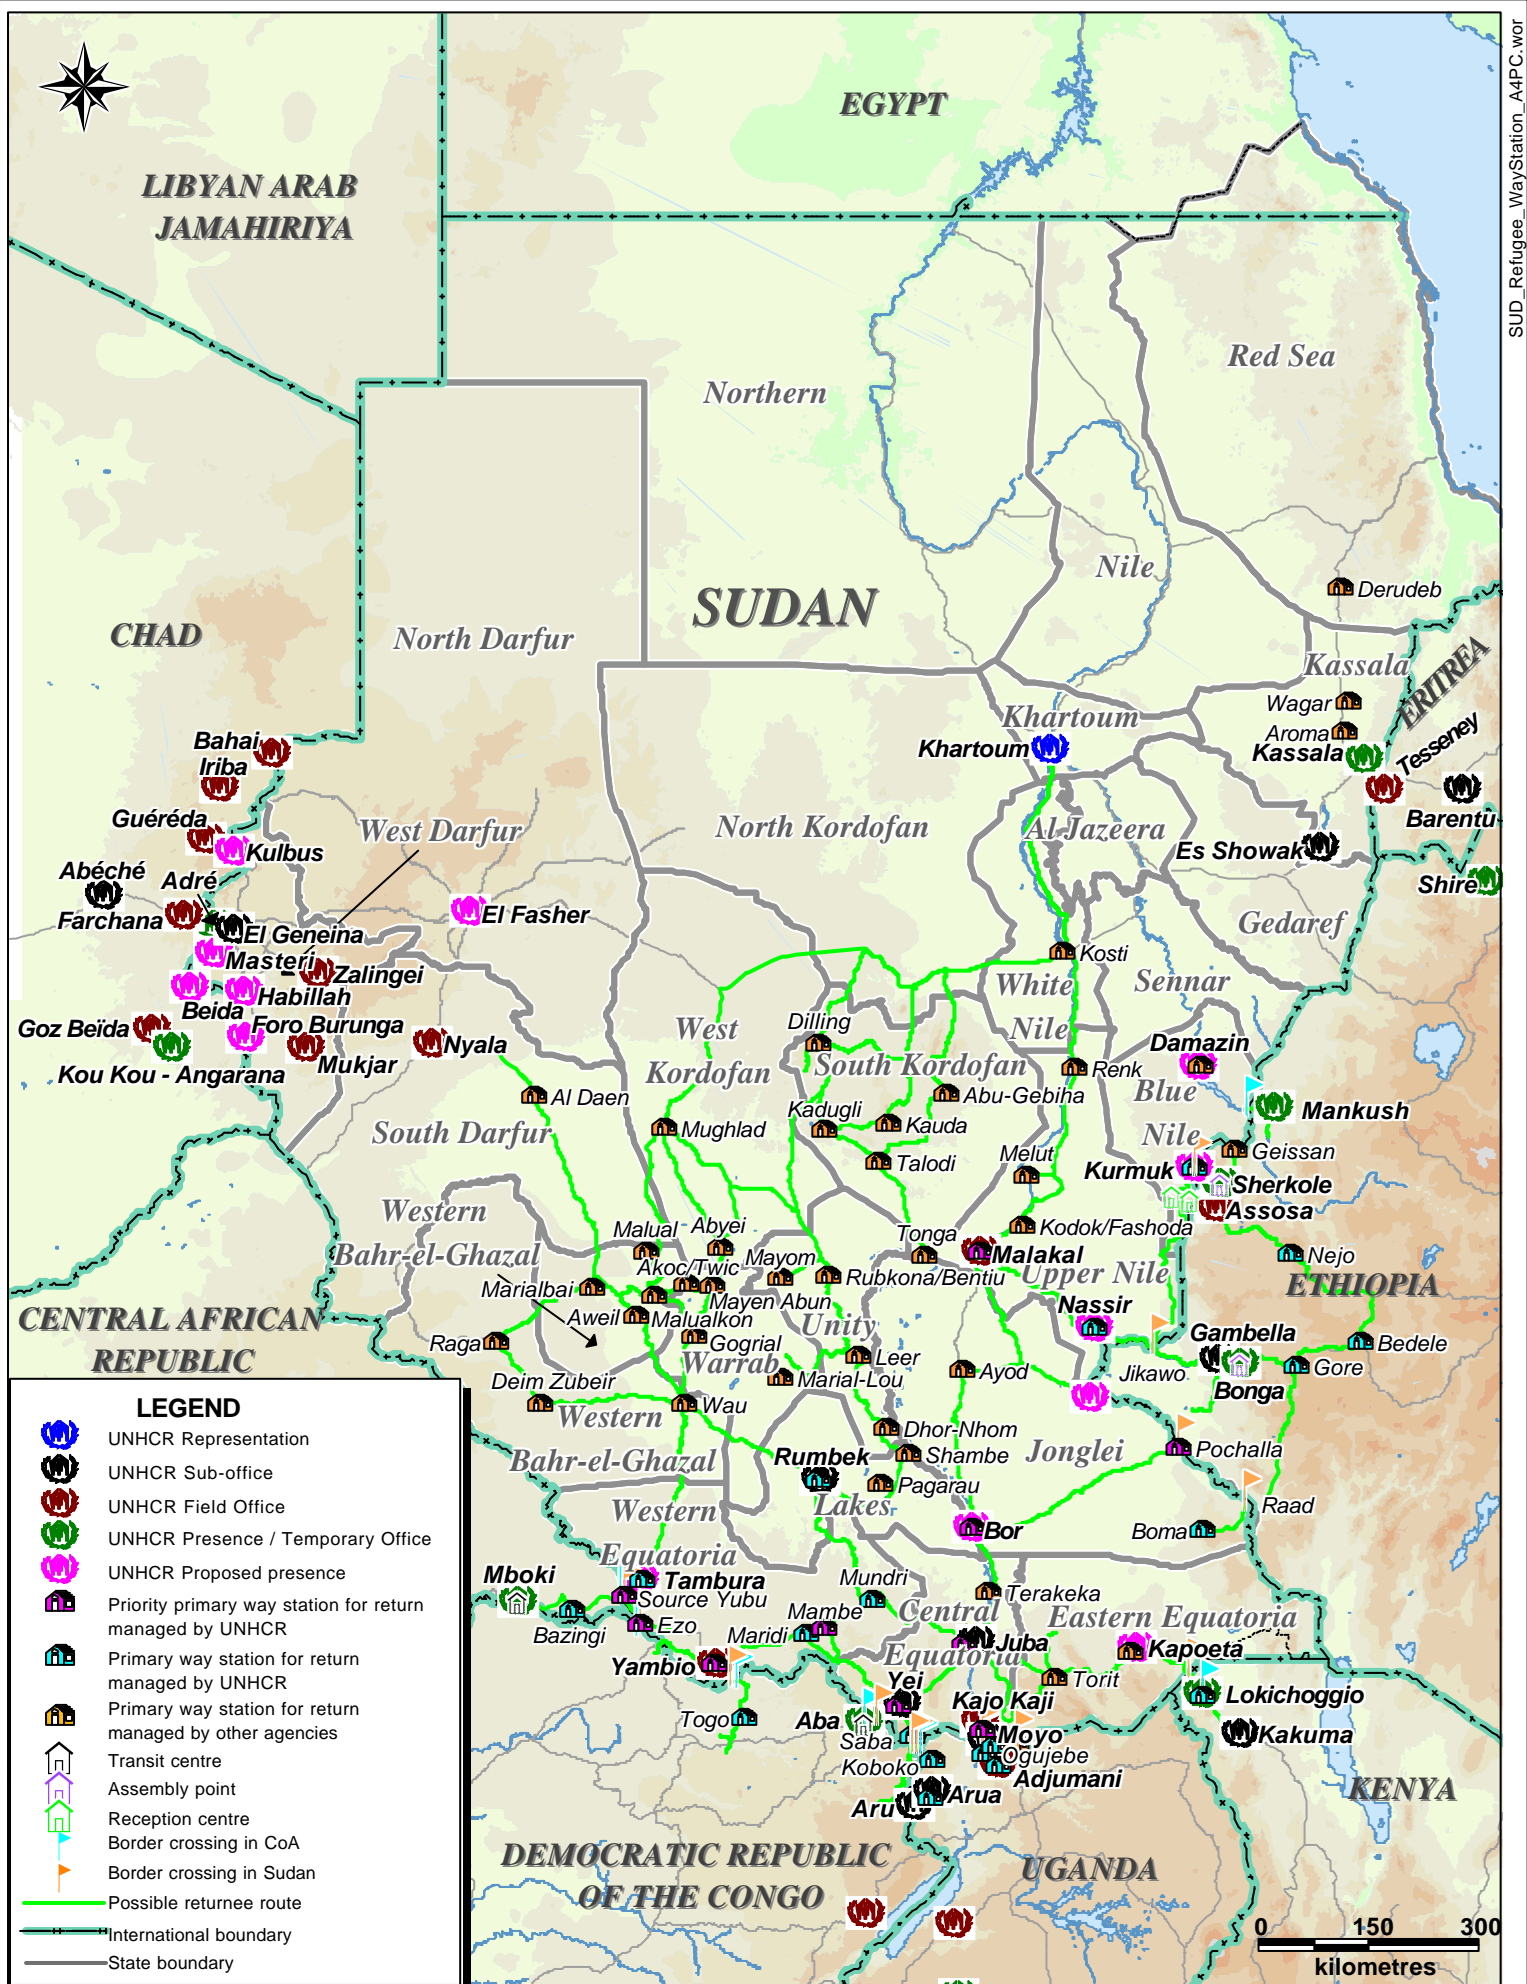 SUD_Refugee_WayStation_A4PC.wor
EGYPT
LIBYAN ARAB
JAMAHIRIYA
Red Sea
Northern
Nile
SUDAN
Derudeb
CHAD
North Darfur
Kassala
ERITREA
Wagar
Khartoum
Aroma
Bahai
Khartoum
Kassala
Tesseney
Iriba
Guéréda
West Darfur
North Kordofan
Al Jazeera
Barentu
Kulbus
Es Showak
Abéché
Adré
Shire
Farchana
El Fasher
Gedaref
El Geneina
Masteri
Kosti
Zalingei
White
Sennar
Habillah
Beida
Goz Beïda
Foro Burunga
West
Dilling
Nile
Nyala
Damazin
Mukjar
Kou Kou - Angarana
Kordofan
South Kordofan
Renk
Al Daen
Abu-Gebiha
Blue
Mankush
Kadugli
Kauda
South Darfur
Mughlad
Nile
Geissan
Talodi
Melut
Kurmuk
Sherkole
Western
Assosa
Malual
Abyei
Kodok/Fashoda
Bahr-el-Ghazal
Tonga
Malakal
Nejo
Mayom
Akoc/Twic
Rubkona/Bentiu
Upper Nile
ETHIOPIA
Marialbai
Mayen Abun
Nassir
CENTRAL AFRICAN
REPUBLIC
Aweil
Malualkon
Unity
Gambella
Raga
Gogrial
Bedele
Warrab
Leer
Ayod
Jikawo
Gore
Deim Zubeir
Marial-Lou
Bonga
Western
Wau
Dhor-Nhom
Bahr-el-Ghazal
Rumbek
Shambe
Jonglei
Pochalla
Pagarau
Western
Lakes
Raad
Bor
Boma
Equatoria
Mboki
Tambura
Mundri
Terakeka
Source Yubu
Central
Eastern Equatoria
Bazingi
Ezo
Mambe
Maridi
Juba
Kapoeta
Equatoria
Yambio
Yei
Torit
Kajo Kaji
Lokichoggio
Togo
Aba
Saba
Moyo
Kakuma
Ogujebe
Koboko
Adjumani
Arua
KENYA
Aru
DEMOCRATIC REPUBLIC
OF THE CONGO
UGANDA
LEGEND
UNHCR Representation
UNHCR Sub-office
UNHCR Field Office
UNHCR Presence / Temporary Office
UNHCR Proposed presence
Priority primary way station for return
managed by UNHCR
Primary way station for return
managed by UNHCR
Primary way station for return
managed by other agencies
Transit centre
Assembly point
Reception centre
Border crossing in CoA
Border crossing in Sudan
Possible returnee route
International boundary
State boundary
0 150 300
kilometres